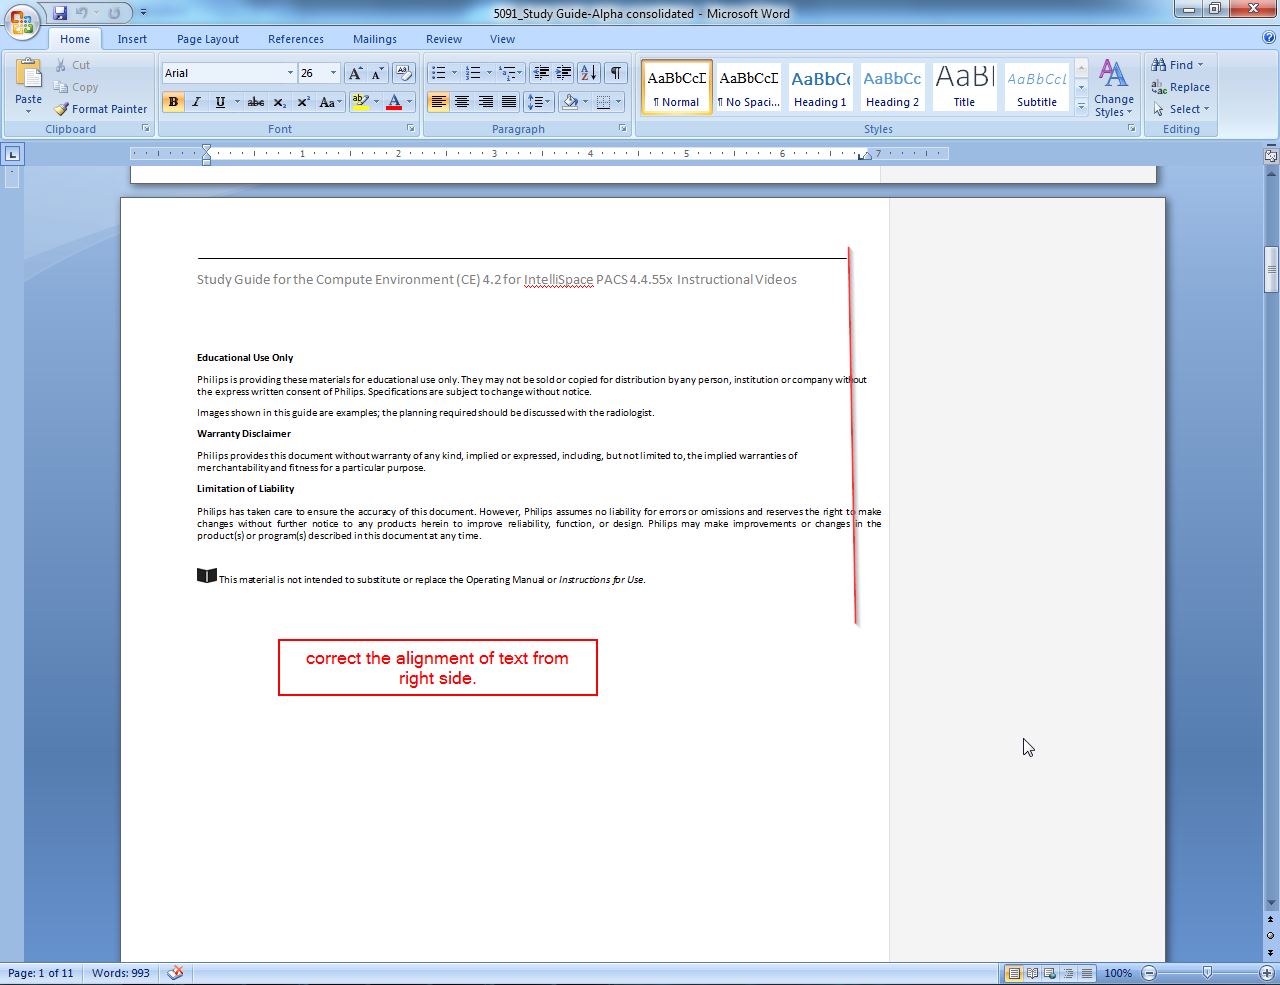 5091_Study Guide-Alpha consolidated - Microsoft Word
Home Insert Page Layout References Mailings Review View
Paste
Cut
Copy
Format Painter
Clipboard
Arial 26
B I U abc X₂ X² Aa
Font
Paragraph
AaBbCcD AaBbCcD AaBbCc AaBbCc AaBl AaBbCcL
¶ Normal ¶ No Spaci... Heading 1 Heading 2 Title Subtitle
Change
Styles
Styles
Find
Replace
Select
Editing
1 2 3 4 5 6 7
Study Guide for the Compute Environment (CE) 4.2 for IntelliSpace PACS 4.4.55x Instructional Videos
Educational Use Only
Philips is providing these materials for educational use only. They may not be sold or copied for distribution by any person, institution or company without
the express written consent of Philips. Specifications are subject to change without notice.
Images shown in this guide are examples; the planning required should be discussed with the radiologist.
Warranty Disclaimer
Philips provides this document without warranty of any kind, implied or expressed, including, but not limited to, the implied warranties of
merchantability and fitness for a particular purpose.
Limitation of Liability
Philips has taken care to ensure the accuracy of this document. However, Philips assumes no liability for errors or omissions and reserves the right to make
changes without further notice to any products herein to improve reliability, function, or design. Philips may make improvements or changes in the
product(s) or program(s) described in this document at any time.
This material is not intended to substitute or replace the Operating Manual or Instructions for Use.
correct the alignment of text from
right side.
Page: 1 of 11 Words: 993 100%